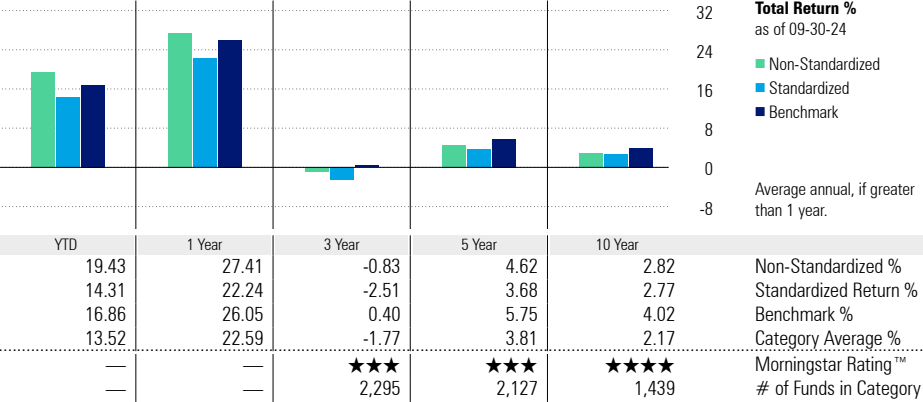 32
24
16
8
0
-8
Total Return %
as of 09-30-24
Non-Standardized
Standardized
Benchmark
Average annual, if greater
than 1 year.
YTD 1 Year 3 Year 5 Year 10 Year
19.43 27.41 -0.83 4.62 2.82 Non-Standardized %
14.31 22.24 -2.51 3.68 2.77 Standardized Return %
16.86 26.05 0.40 5.75 4.02 Benchmark %
13.52 22.59 -1.77 3.81 2.17 Category Average %
— — ★★★ ★★★ ★★★★ Morningstar Rating™
— — 2,295 2,127 1,439 # of Funds in Category